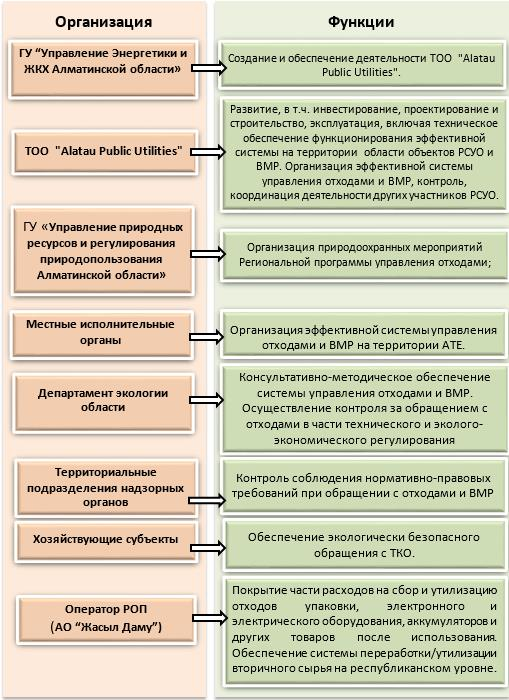 Организация
Функции
ГУ “Управление Энергетики и
ЖКХ Алматинской области»
Создание и обеспечение деятельности ТОО "Alatau
Public Utilities".
ТОО "Alatau Public Utilities"
Развитие, в т.ч. инвестирование, проектирование и
строительство, эксплуатация, включая техническое
обеспечение функционирования эффективной
системы на территории области объектов РСУО и
ВМР. Организация эффективной системы
управления отходами и ВМР, контроль,
координация деятельности других участников РСУО.
ГУ «Управление природных
ресурсов и регулирования
природопользования
Алматинской области»
Организация природоохранных мероприятий
Региональной программы управления отходами;
Местные исполнительные
органы
Организация эффективной системы управления
отходами и ВМР на территории АТЕ.
Департамент экологии
области
Консультативно-методическое обеспечение
системы управления отходами и ВМР.
Осуществление контроля за обращением с
отходами в части технического и эколого-
экономического регулирования
Территориальные
подразделения надзорных
органов
Контроль соблюдения нормативно-правовых
требований при обращении с отходами и ВМР
Хозяйствующие субъекты
Обеспечение экологически безопасного
обращения с ТКО.
Оператор РОП
(АО “Жасыл Даму”)
Покрытие части расходов на сбор и утилизацию
отходов упаковки, электронного и
электрического оборудования, аккумуляторов и
других товаров после использования.
Обеспечение системы переработки/утилизации
вторичного сырья на республиканском уровне.